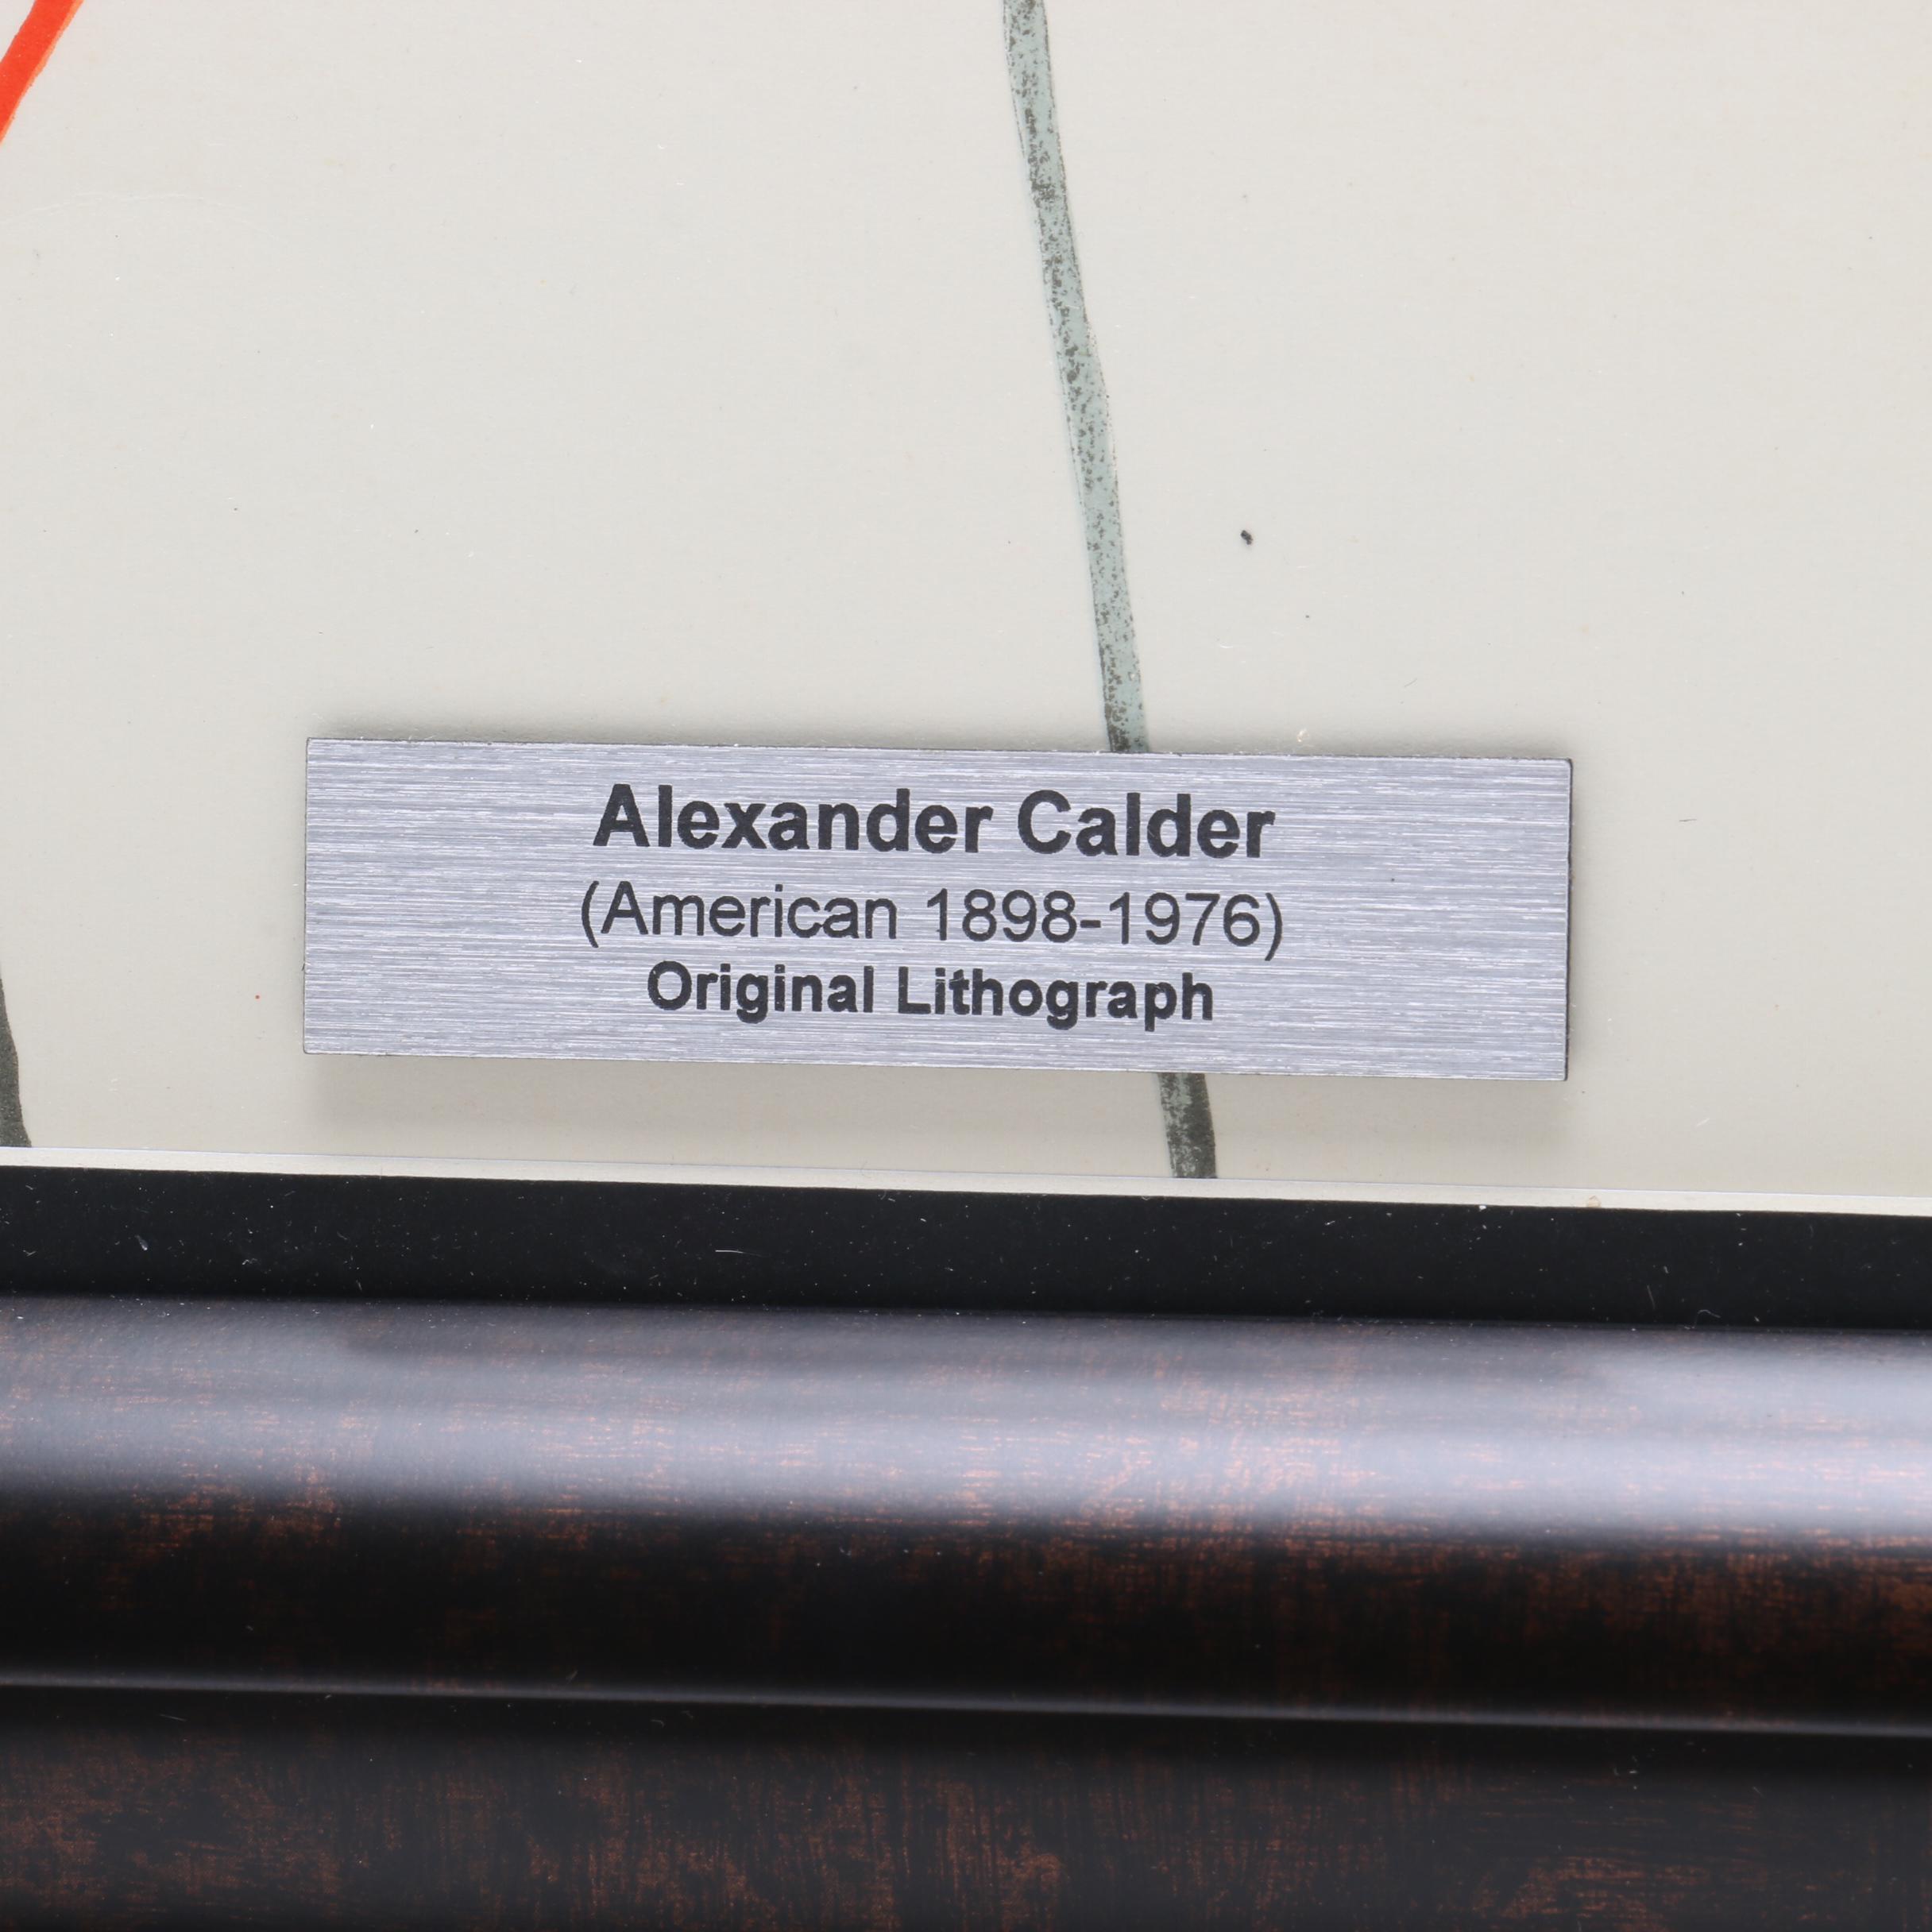 Alexander Calder
(American 1898-1976)
Original Lithograph